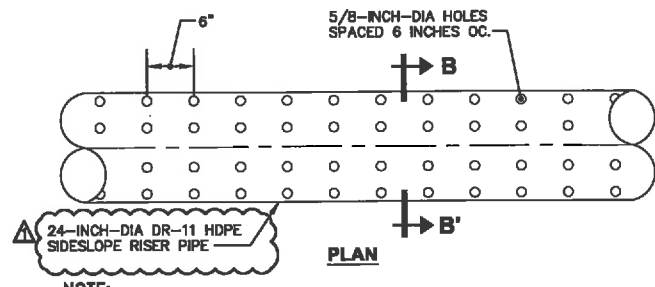 6"
5/8-INCH-DIA HOLES
SPACED 6 INCHES OC.
B
B'
1
24-INCH-DIA DR-11 HDPE
SIDESLOPE RISER PIPE
PLAN
NOTE: